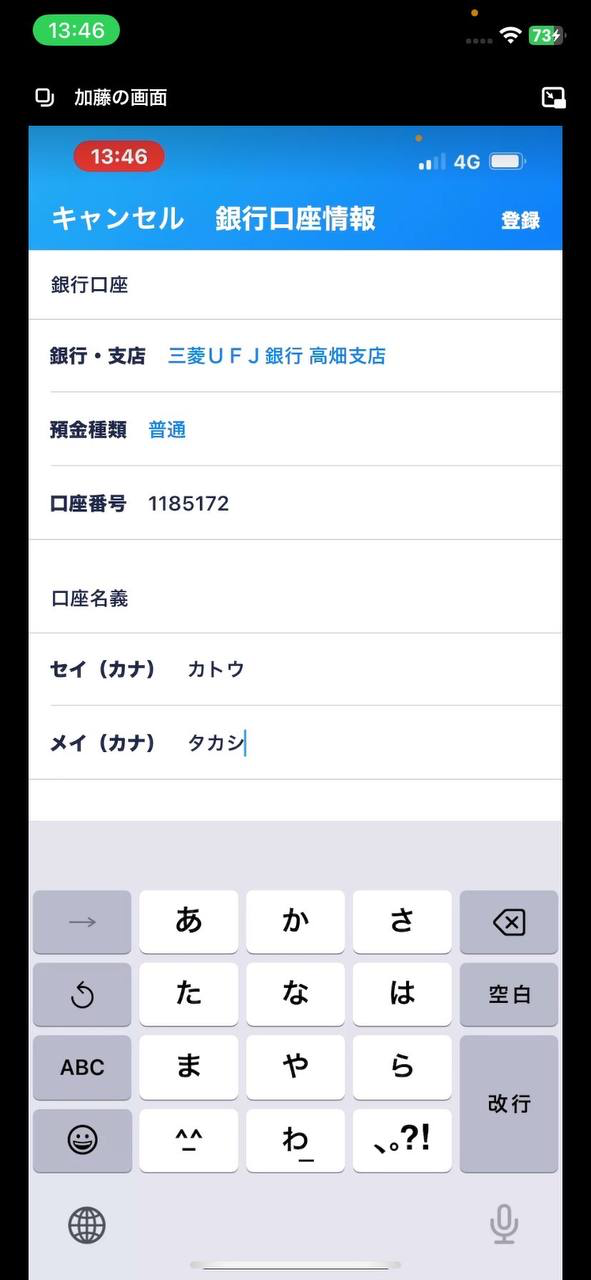 13:46
73
加藤の画面
13:46
4G
キャンセル 銀行口座情報 登録
銀行口座
銀行・支店 三菱ＵＦＪ銀行 高畑支店
預金種類 普通
口座番号 1185172
口座名義
セイ（カナ） カトウ
メイ（カナ） タカシ
→ あ か さ
た な は 空白
ABC ま や ら 改行
^^ わ 、。?!